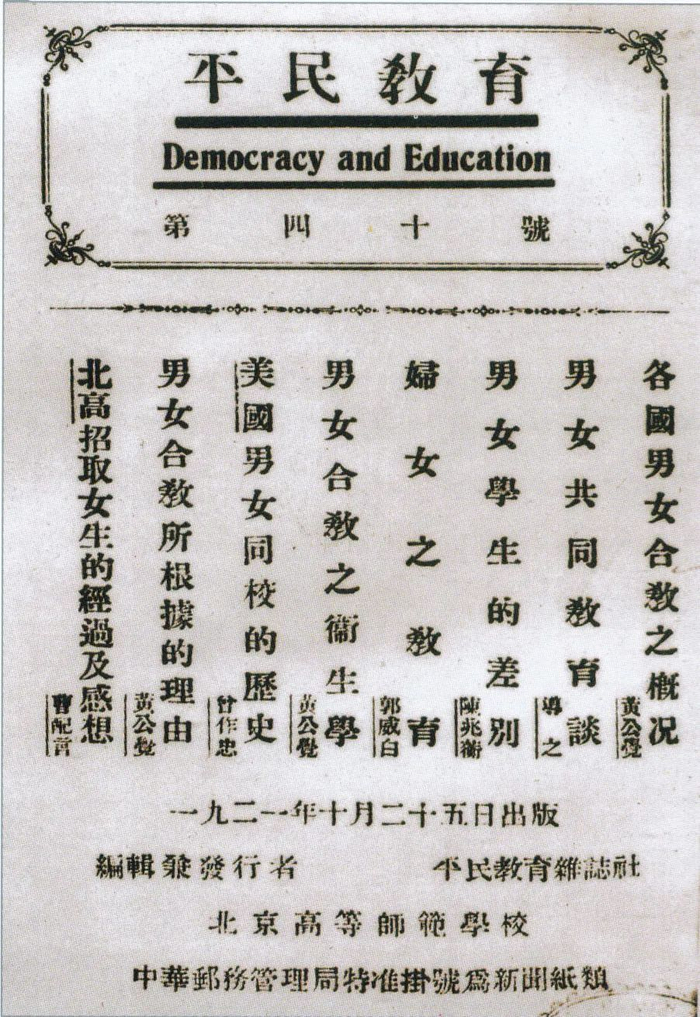 平民教育
Democracy and Education
第四十號
各國男女合教之概況
黃公覺
男女共同教育談
導之
男女學生的差別
陳兆蘅
婦女之教育
郭威白
男女合教之衞生學
黃公覺
美國男女同校的歷史
曾作忠
男女合教所根據的理由
黃公覺
北高招取女生的經過及感想
曹配言
一九二一年十月二十五日出版
編輯兼發行者 平民教育雜誌社
北京高等師範學校
中華郵務管理局特准掛號爲新聞紙類